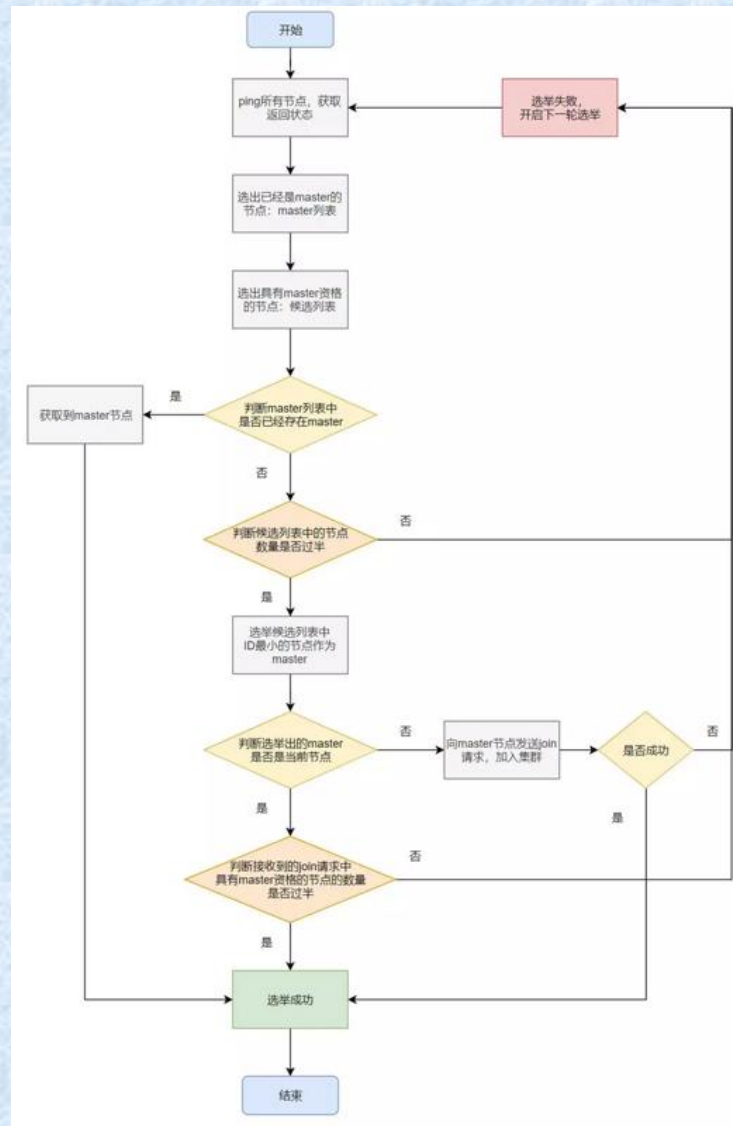 开始
ping所有节点，获取
返回状态
选举失败，
开启下一轮选举
选出已经是master的
节点：master列表
选出具有master资格
的节点：候选列表
获取到master节点
是
判断master列表中
是否已经存在master
否
判断候选列表中的节点
数量是否过半
否
是
选举候选列表中
ID最小的节点作为
master
判断选举出的master
是否是当前节点
否
向master节点发送join
请求，加入集群
是否成功
否
是
是
判断接收到的join请求中
具有master资格的节点的数量
是否过半
否
是
选举成功
结束